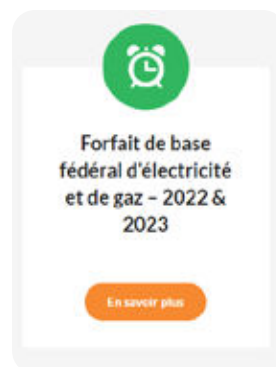 Forfait de base
fédéral d'électricité
et de gaz – 2022 &
2023
En savoir plus